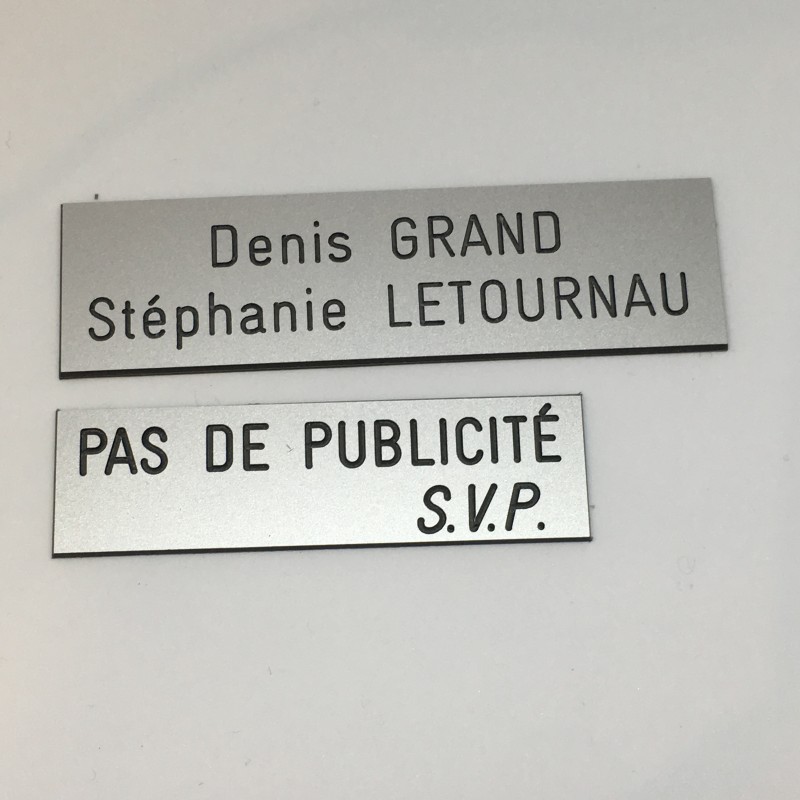 Denis GRAND
Stéphanie LETOURNAU
PAS DE PUBLICITÉ
S.V.P.